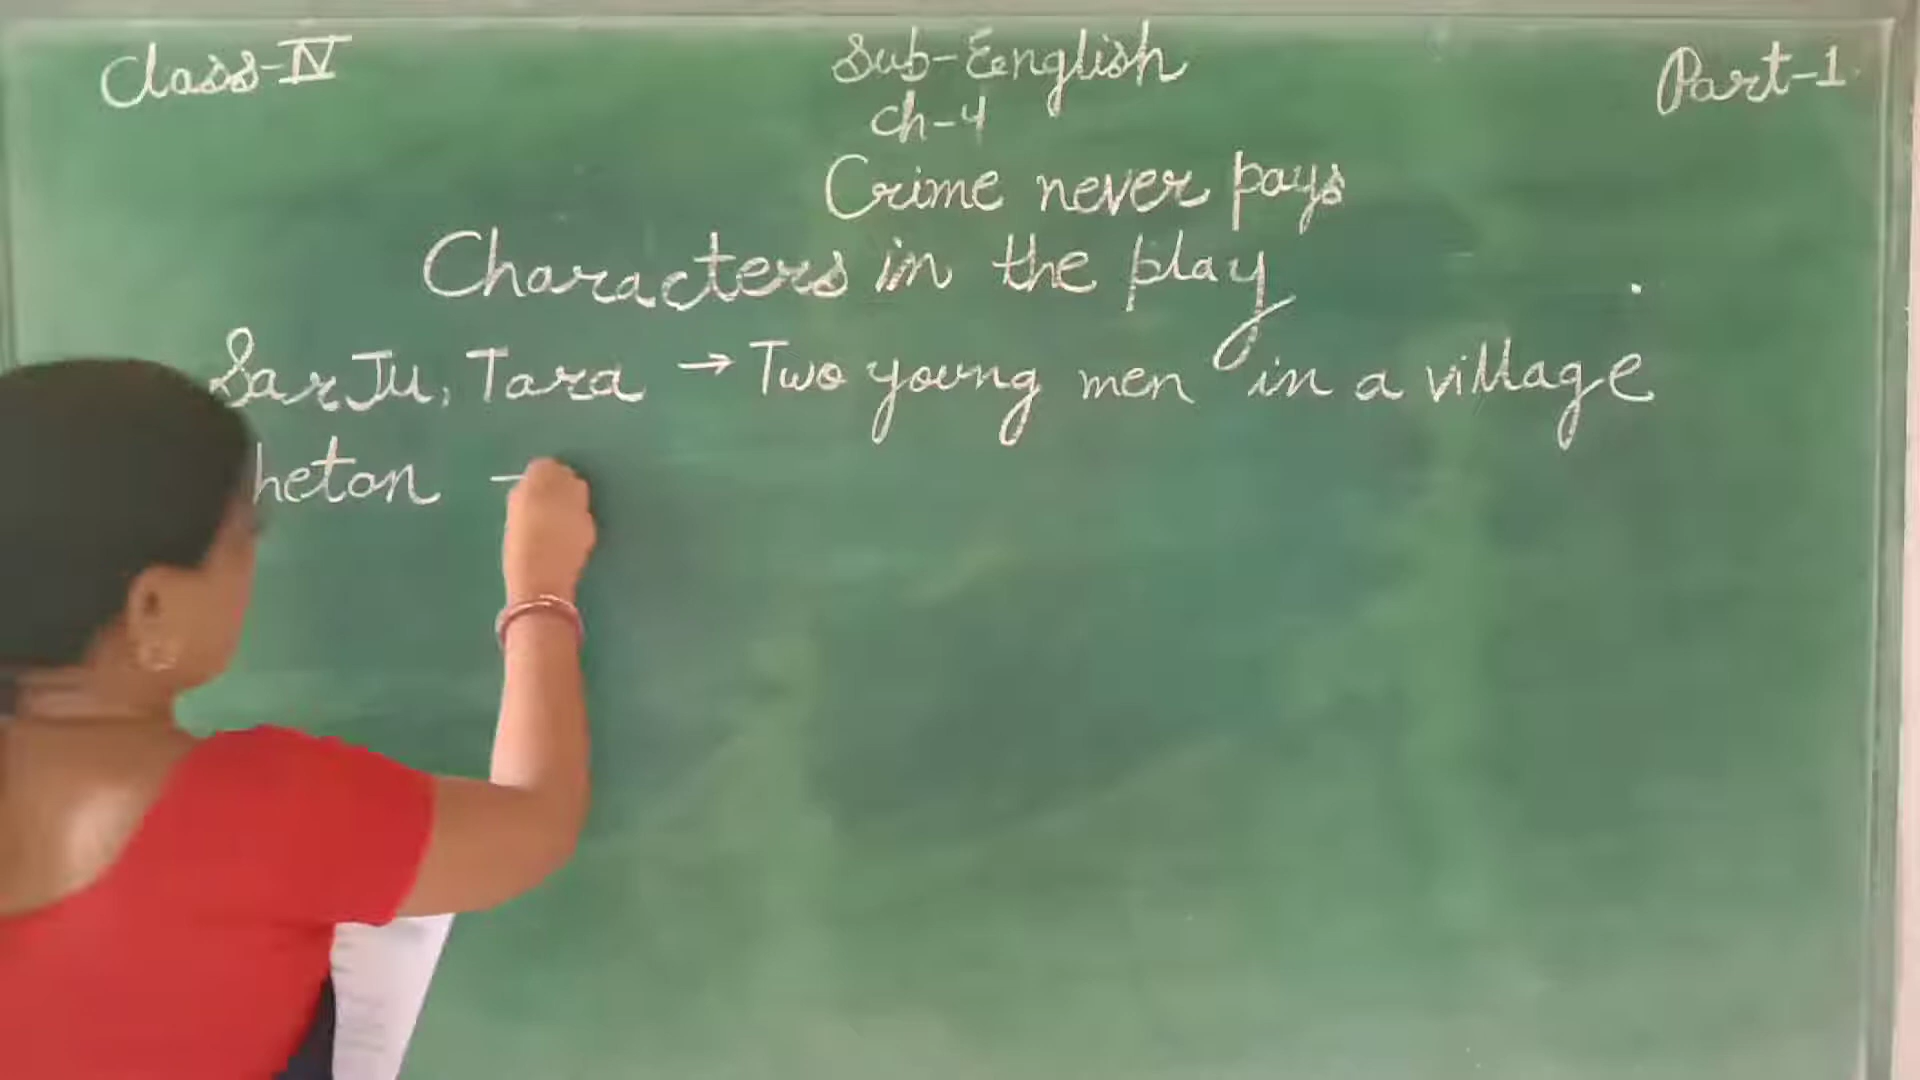 Class-IV
Sub-Eenglish
Part-1
Ch-4
Crime never pays
Characters in the play
SarJu, Tara → Two young men in a village
hetan -